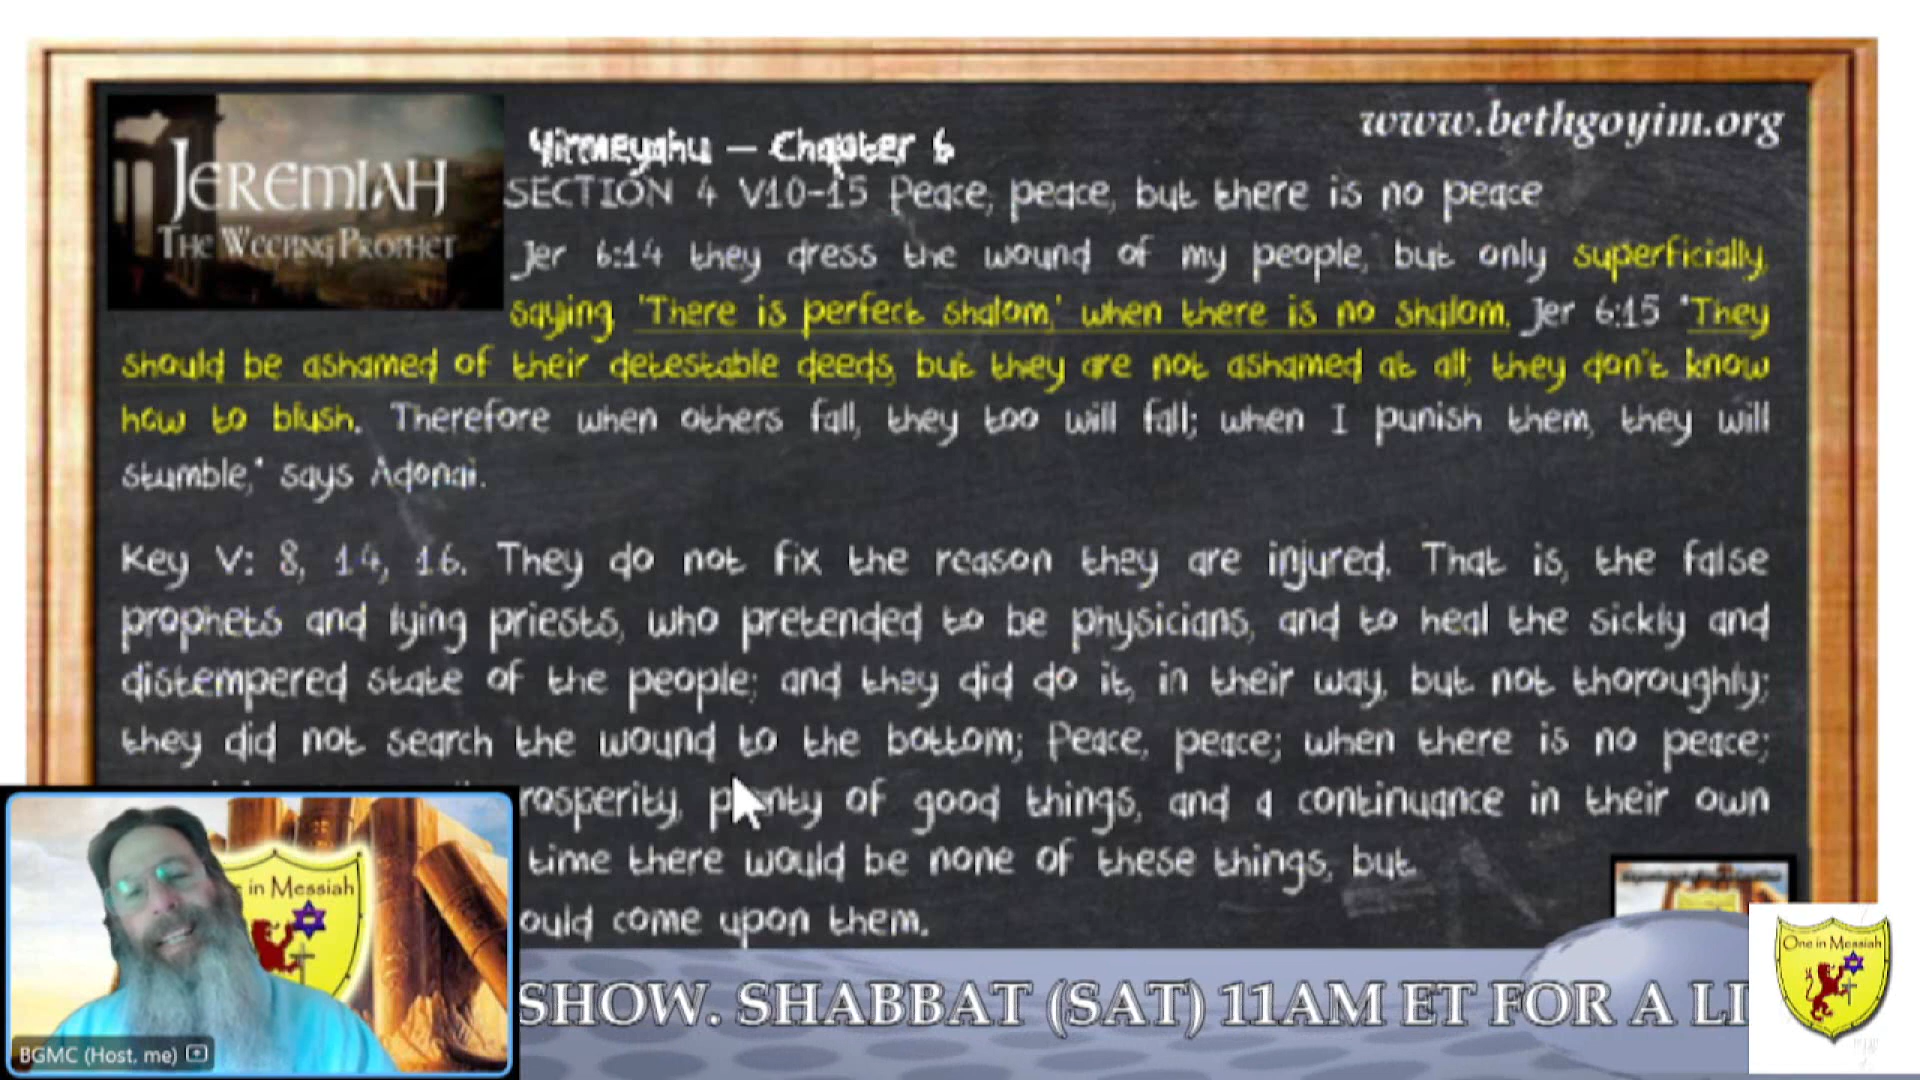 JEREMIAH
THE WEEPING PROPHET
www.bethgoyim.org
Yirmeyahu – Chapter 6
SECTION 4 V10-15 Peace, peace, but there is no peace
Jer 6:14 they dress the wound of my people, but only superficially,
saying, 'There is perfect shalom,' when there is no shalom. Jer 6:15 "They
should be ashamed of their detestable deeds, but they are not ashamed at all; they don't know
how to blush. Therefore when others fall, they too will fall; when I punish them, they will
stumble," says Adonai.
Key V: 8, 14, 16. They do not fix the reason they are injured. That is, the false
prophets and lying priests, who pretended to be physicians, and to heal the sickly and
distempered state of the people; and they did do it, in their way, but not thoroughly;
they did not search the wound to the bottom; Peace, peace; when there is no peace;
rosperity, plenty of good things, and a continuance in their own
time there would be none of these things, but
ould come upon them.
in Messiah
BGMC (Host, me)
SHOW. SHABBAT (SAT) 11AM ET FOR A LI
One in Messiah